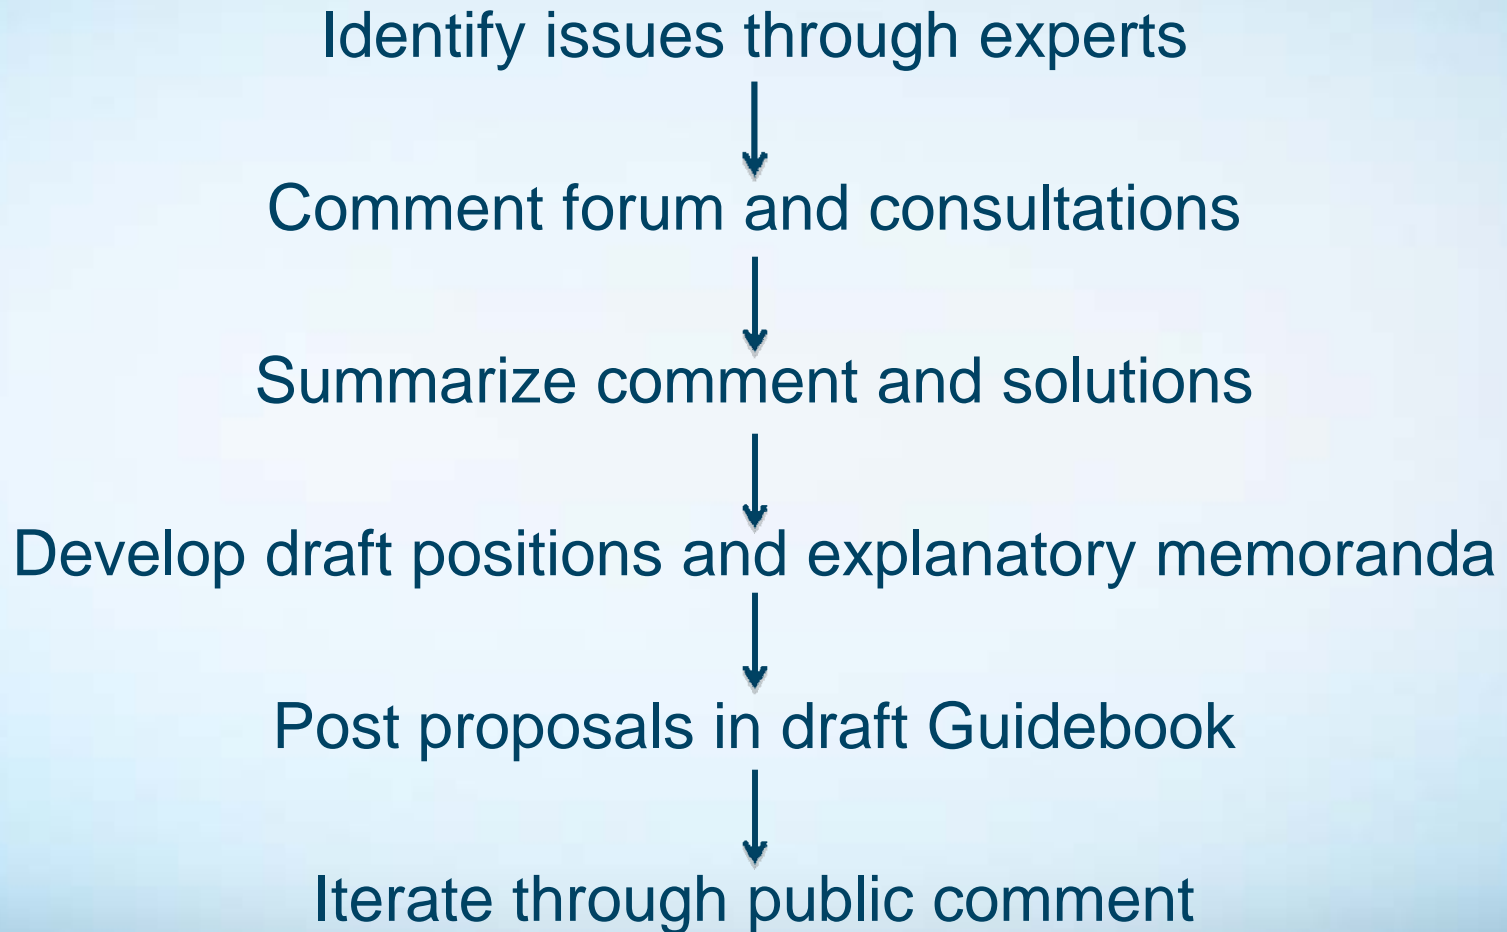 Identify issues through experts
Comment forum and consultations
Summarize comment and solutions
Develop draft positions and explanatory memoranda
Post proposals in draft Guidebook
Iterate through public comment